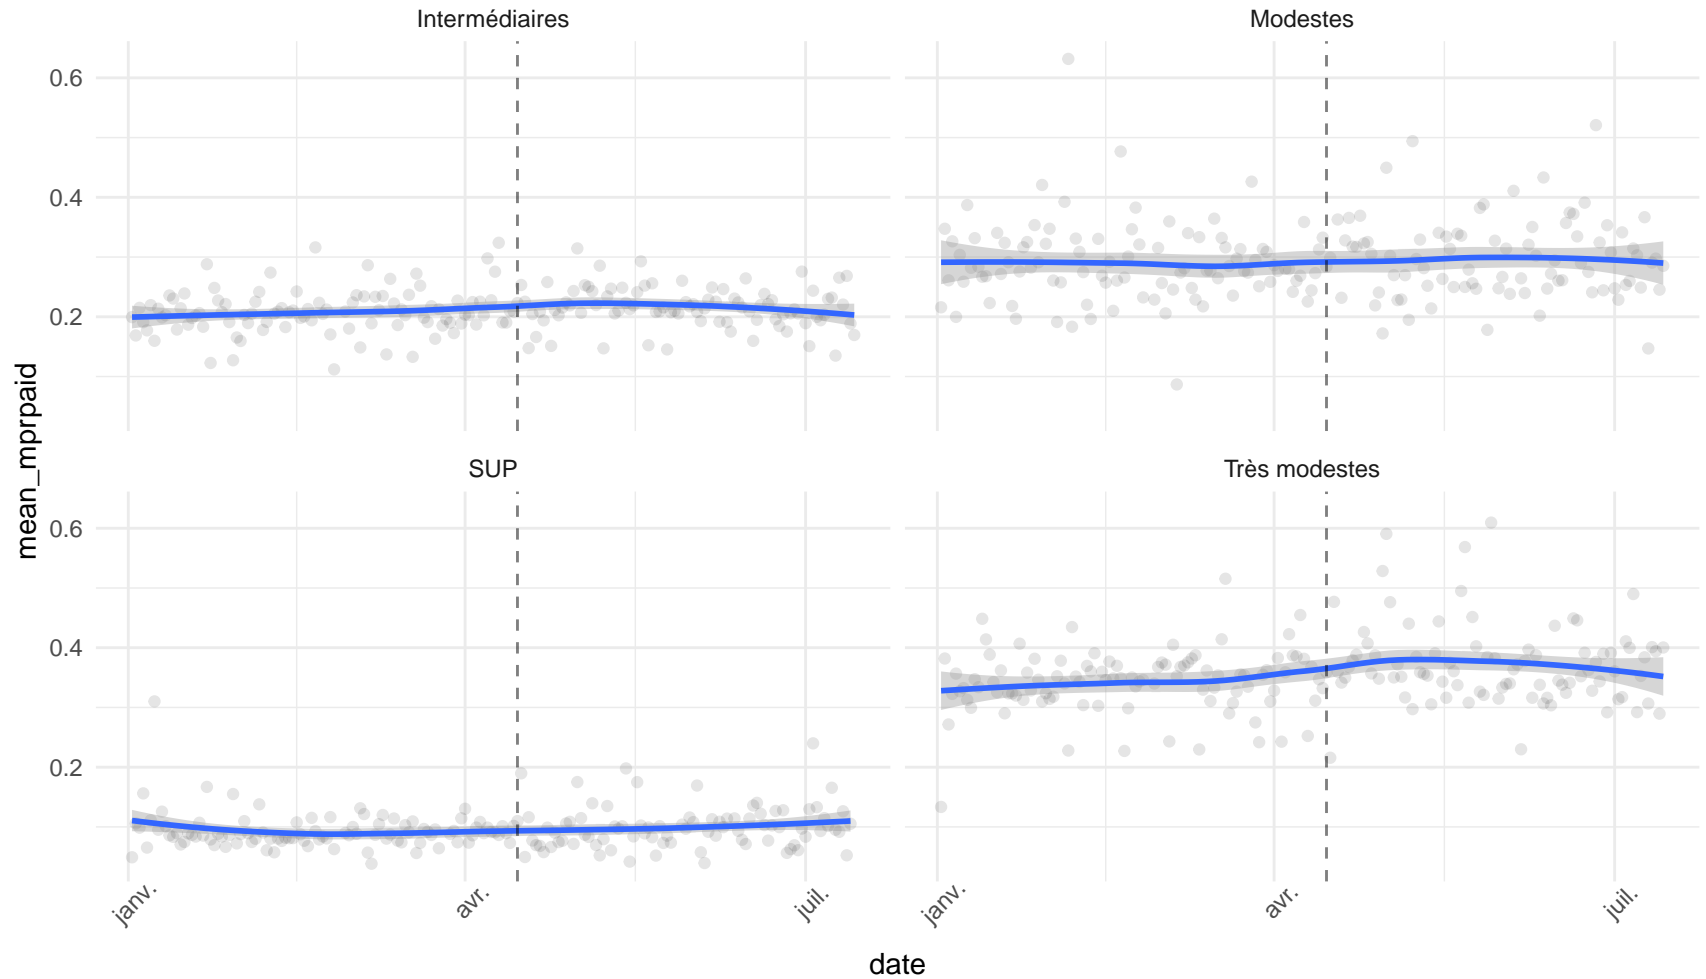 Intermédiaires
Modestes
0.6
0.4
0.2
SUP
Très modestes
0.6
0.4
0.2
mean_mprpaid
janv.
avr.
juil.
janv.
avr.
juil.
date